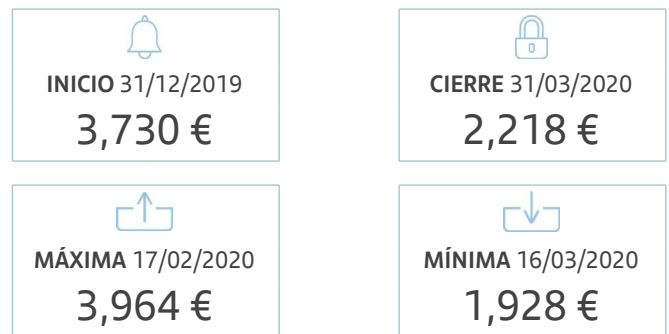 INICIO 31/12/2019
3,730 €
CIERRE 31/03/2020
2,218 €
MÁXIMA 17/02/2020
3,964 €
MÍNIMA 16/03/2020
1,928 €